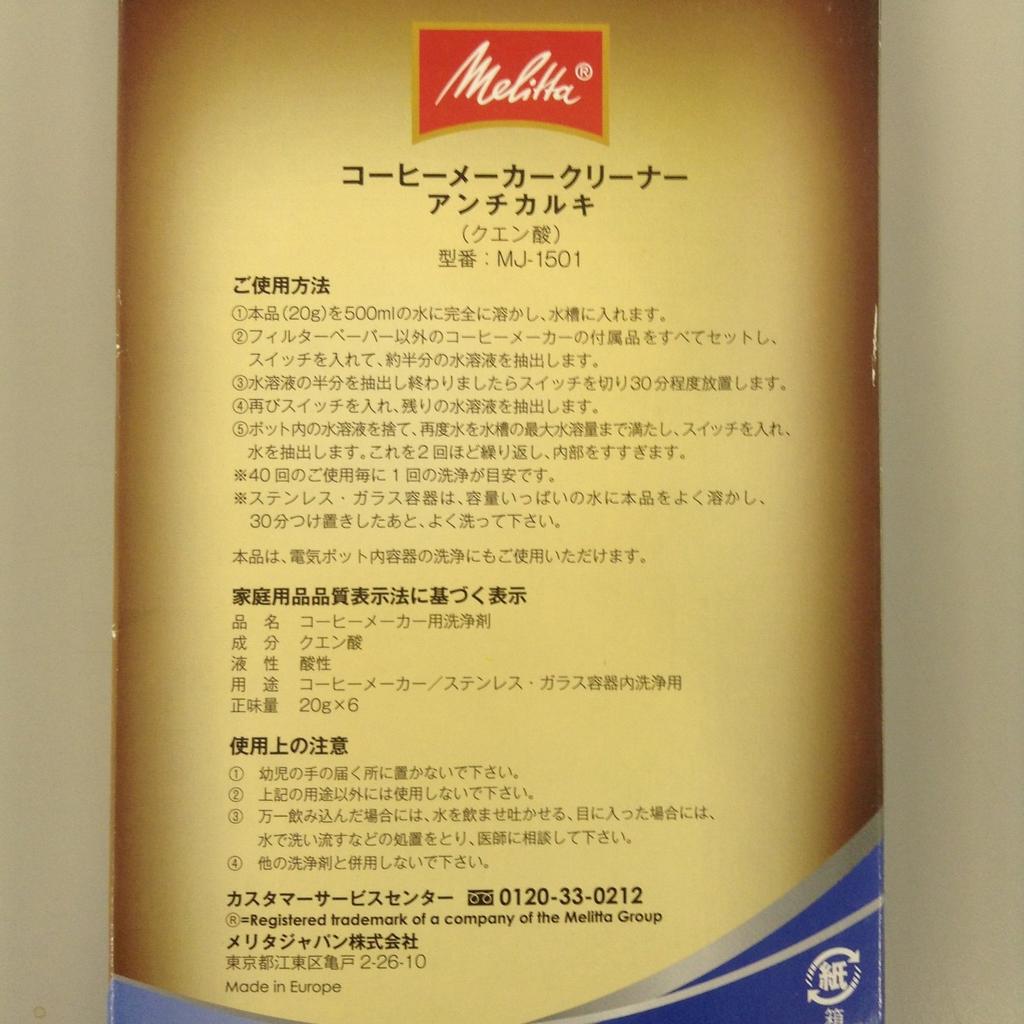 Melitta®
コーヒーメーカークリーナー
アンチカルキ
（クエン酸）
型番：MJ-1501
ご使用方法
①本品(20g)を500mlの水に完全に溶かし、水槽に入れます。
②フィルターペーパー以外のコーヒーメーカーの付属品をすべてセットし、
スイッチを入れて、約半分の水溶液を抽出します。
③水溶液の半分を抽出し終わりましたらスイッチを切り30分程度放置します。
④再びスイッチを入れ、残りの水溶液を抽出します。
⑤ポット内の水溶液を捨て、再度水を水槽の最大水溶量まで満たし、スイッチを入れ、
水を抽出します。これを2回ほど繰り返し、内部をすすぎます。
※40回のご使用毎に1回の洗浄が目安です。
※ステンレス・ガラス容器は、容量いっぱいの水に本品をよく溶かし、
30分つけ置きしたあと、よく洗って下さい。
本品は、電気ポット内容器の洗浄にもご使用いただけます。
家庭用品品質表示法に基づく表示
品 名 コーヒーメーカー用洗浄剤
成 分 クエン酸
液 性 酸性
用 途 コーヒーメーカー／ステンレス・ガラス容器内洗浄用
正味量 20g×6
使用上の注意
① 幼児の手の届く所に置かないで下さい。
② 上記の用途以外には使用しないで下さい。
③ 万一飲み込んだ場合には、水を飲ませ吐かせる、目に入った場合には、
水で洗い流すなどの処置をとり、医師に相談して下さい。
④ 他の洗浄剤と併用しないで下さい。
カスタマーサービスセンター 0120-33-0212
®=Registered trademark of a company of the Melitta Group
メリタジャパン株式会社
東京都江東区亀戸2-26-10
Made in Europe
紙
箱